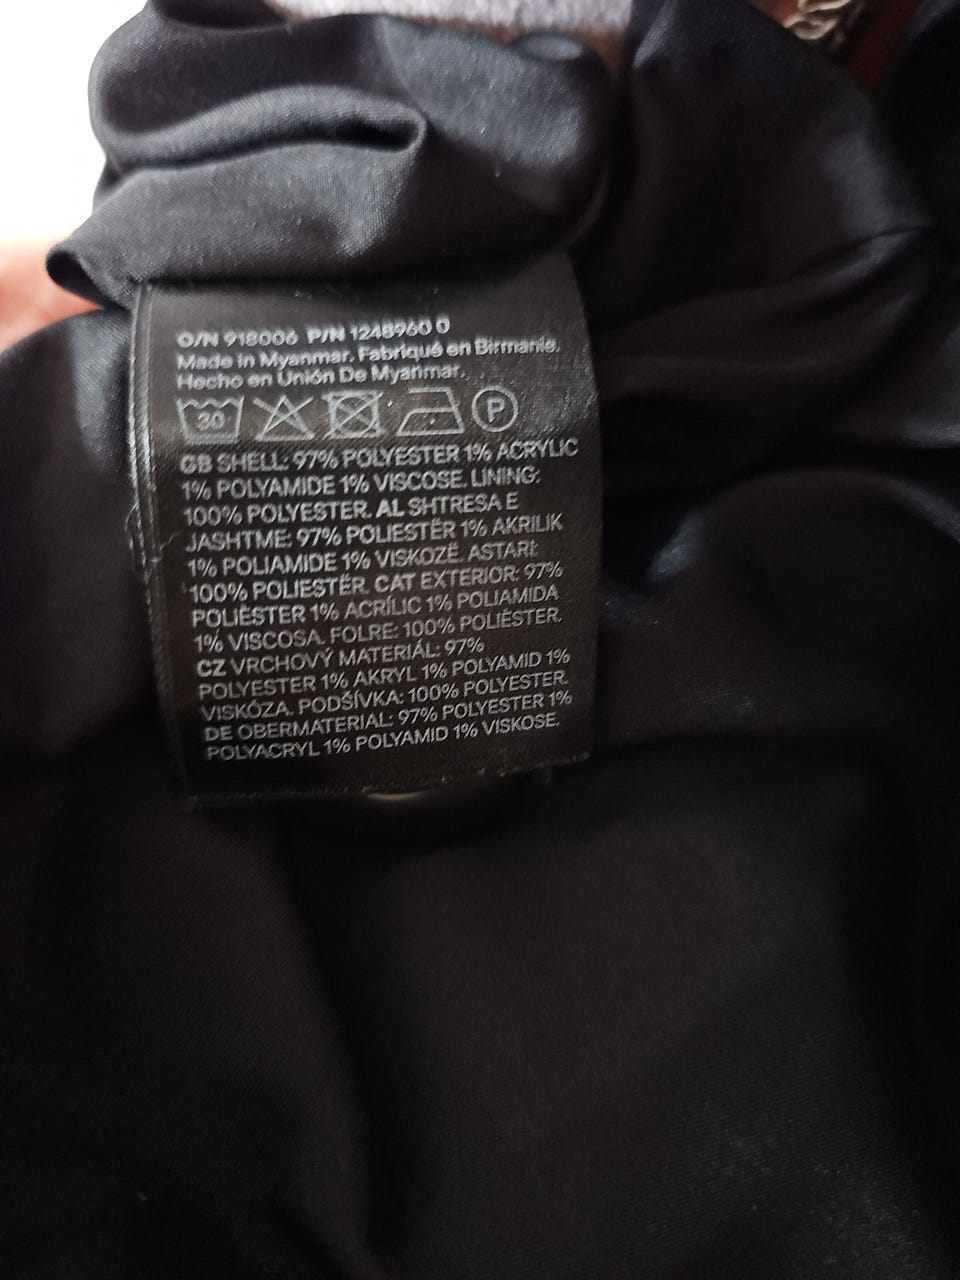 O/N 918006 P/N 1248960 0
Made in Myanmar. Fabriqué en Birmanie.
Hecho en Unión De Myanmar.
30 P
GB SHELL: 97% POLYESTER 1% ACRYLIC
1% POLYAMIDE 1% VISCOSE. LINING:
100% POLYESTER. AL SHTRESA E
JASHTME: 97% POLIESTËR 1% AKRILIK
1% POLIAMIDE 1% VISKOZË. ASTARI:
100% POLIESTËR. CAT EXTERIOR: 97%
POLIÈSTER 1% ACRÍLIC 1% POLIAMIDA
1% VISCOSA. FOLRE: 100% POLIÈSTER.
CZ VRCHOVÝ MATERIÁL: 97%
POLYESTER 1% AKRYL 1% POLYAMID 1%
VISKÓZA. PODŠÍVKA: 100% POLYESTER.
DE OBERMATERIAL: 97% POLYESTER 1%
POLYACRYL 1% POLYAMID 1% VISKOSE.